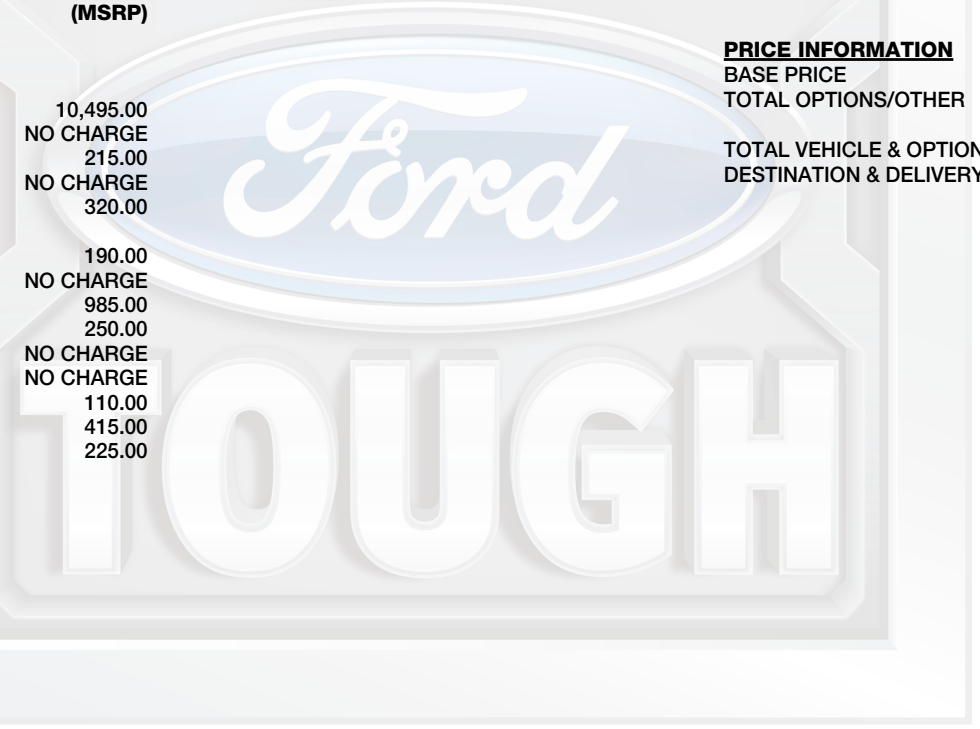 (MSRP)
10,495.00
NO CHARGE
215.00
NO CHARGE
320.00
190.00
NO CHARGE
985.00
250.00
NO CHARGE
NO CHARGE
110.00
415.00
225.00
PRICE INFORMATION
BASE PRICE
TOTAL OPTIONS/OTHER
TOTAL VEHICLE & OPTION
DESTINATION & DELIVERY
Ford
TOUGH